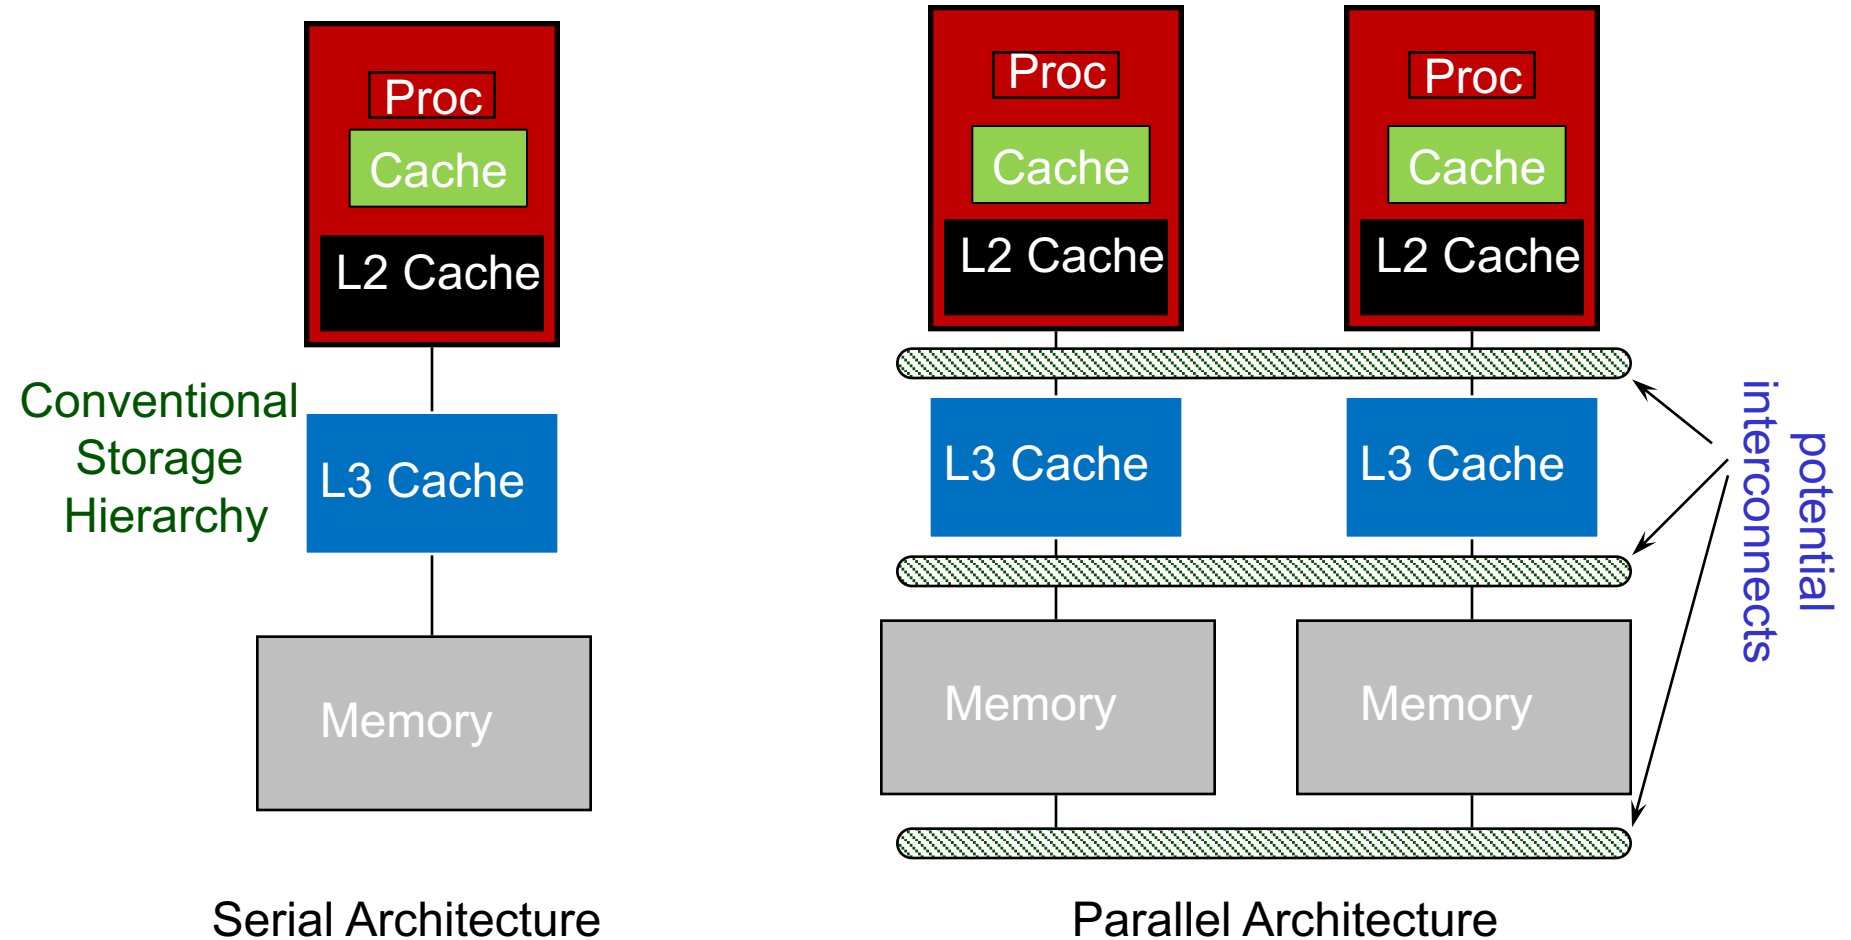 Proc
Cache
L2 Cache
Conventional
Storage
Hierarchy
L3 Cache
Memory
Serial Architecture
Proc
Cache
L2 Cache
L3 Cache
Memory
Proc
Cache
L2 Cache
L3 Cache
Memory
potential
interconnects
Parallel Architecture